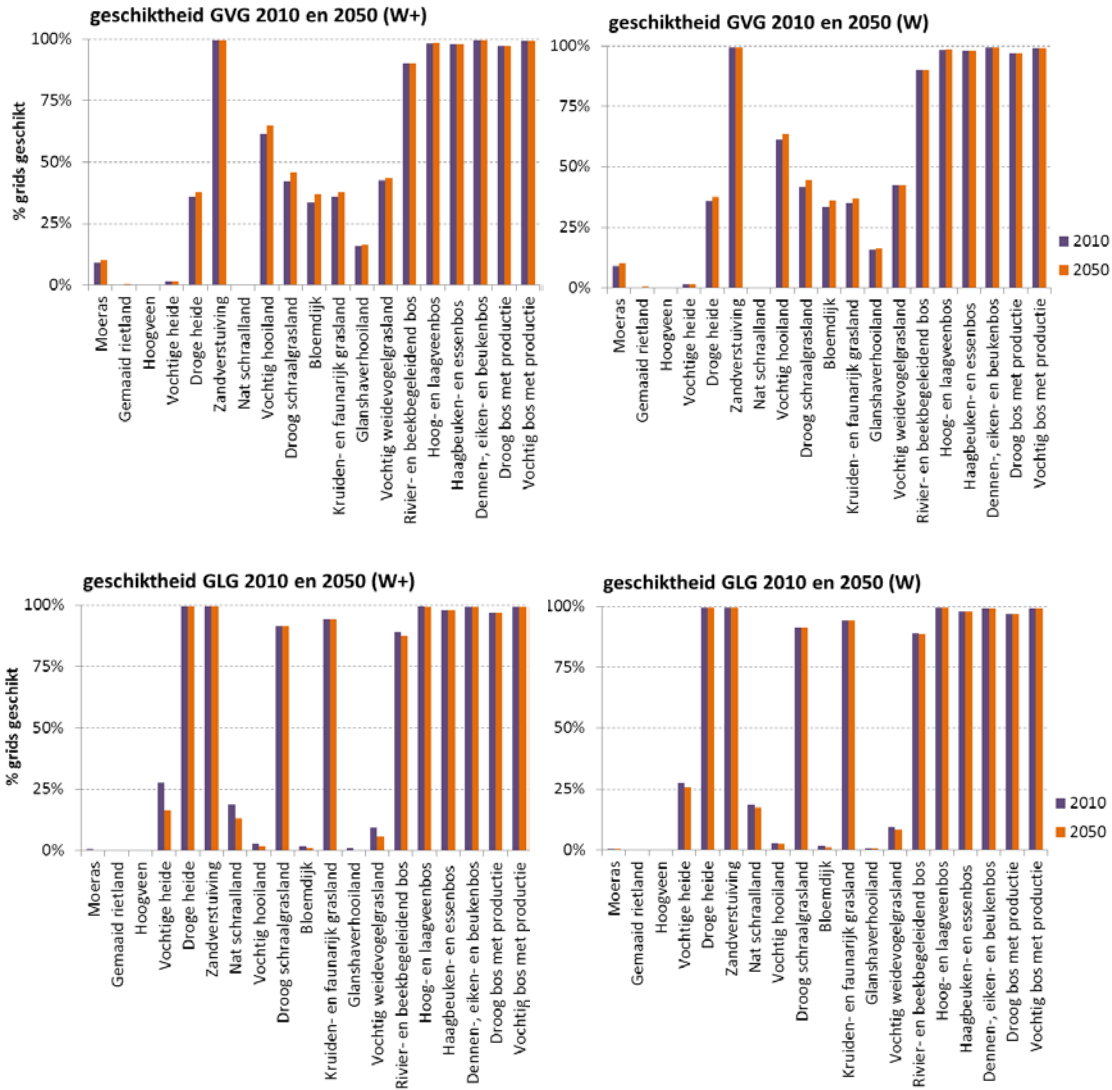 geschiktheid GVG 2010 en 2050 (W+)
% grids geschikt
100%
75%
50%
25%
0%
Moeras
Gemaaid rietland
Hoogveen
Vochtige heide
Droge heide
Zandverstuiving
Nat schraalland
Vochtig hooiland
Droog schraalgrasland
Bloemdijk
Kruiden- en faunarijk grasland
Glanshaverhooiland
Vochtig weidevogelgrasland
Rivier- en beekbegeleidend bos
Hoog- en laagveenbos
Haagbeuken- en essenbos
Dennen-, eiken- en beukenbos
Droog bos met productie
Vochtig bos met productie
geschiktheid GVG 2010 en 2050 (W)
100%
75%
50%
25%
0%
Moeras
Gemaaid rietland
Hoogveen
Vochtige heide
Droge heide
Zandverstuiving
Nat schraalland
Vochtig hooiland
Droog schraalgrasland
Bloemdijk
Kruiden- en faunarijk grasland
Glanshaverhooiland
Vochtig weidevogelgrasland
Rivier- en beekbegeleidend bos
Hoog- en laagveenbos
Haagbeuken- en essenbos
Dennen-, eiken en beukenbos
Droog bos met productie
Vochtig bos met productie
2010
2050
geschiktheid GLG 2010 en 2050 (W+)
% grids geschikt
100%
75%
50%
25%
0%
Moeras
Gemaaid rietland
Hoogveen
Vochtige heide
Droge heide
Zandverstuiving
Nat schraalland
Vochtig hooiland
Droog schraalgrasland
Bloemdijk
Kruiden- en faunarijk grasland
Glanshaverhooiland
Vochtig weidevogelgrasland
Rivier- en beekbegeleidend bos
Hoog- en laagveenbos
Haagbeuken- en essenbos
Dennen-, eiken- en beukenbos
Droog bos met productie
Vochtig bos met productie
geschiktheid GLG 2010 en 2050 (W)
100%
75%
50%
25%
0%
Moeras
Gemaaid rietland
Hoogveen
Vochtige heide
Droge heide
Zandverstuiving
Nat schraalland
Vochtig hooiland
Droog schraalgrasland
Bloemdijk
Kruiden- en faunarijk grasland
Glanshaverhooiland
Vochtig weidevogelgrasland
Rivier- en beekbegeleidend bos
Hoog- en laagveenbos
Haagbeuken- en essenbos
Dennen-, eiken- en beukenbos
Droog bos met productie
Vochtig bos met productie
2010
2050